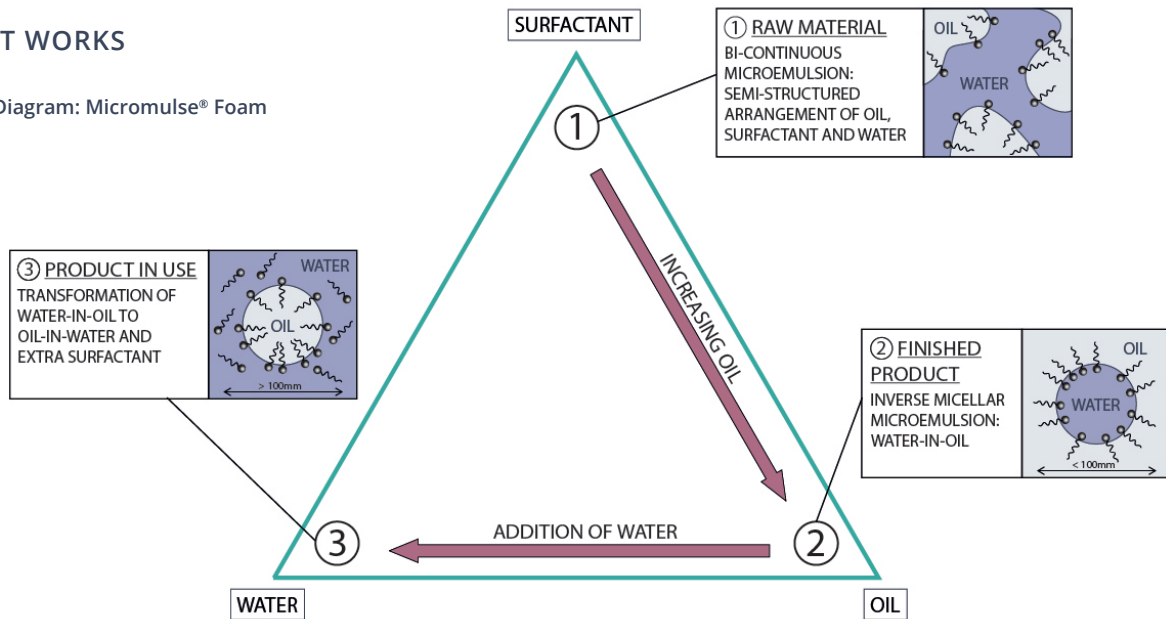 T WORKS
Diagram: Micromulse® Foam
SURFACTANT
① RAW MATERIAL
BI-CONTINUOUS
MICROEMULSION:
SEMI-STRUCTURED
ARRANGEMENT OF OIL,
SURFACTANT AND WATER
OIL
WATER
1
INCREASING OIL
③ PRODUCT IN USE
TRANSFORMATION OF
WATER-IN-OIL TO
OIL-IN-WATER AND
EXTRA SURFACTANT
WATER
OIL
> 100mm
② FINISHED
PRODUCT
INVERSE MICELLAR
MICROEMULSION:
WATER-IN-OIL
OIL
WATER
< 100mm
3
ADDITION OF WATER
2
WATER
OIL